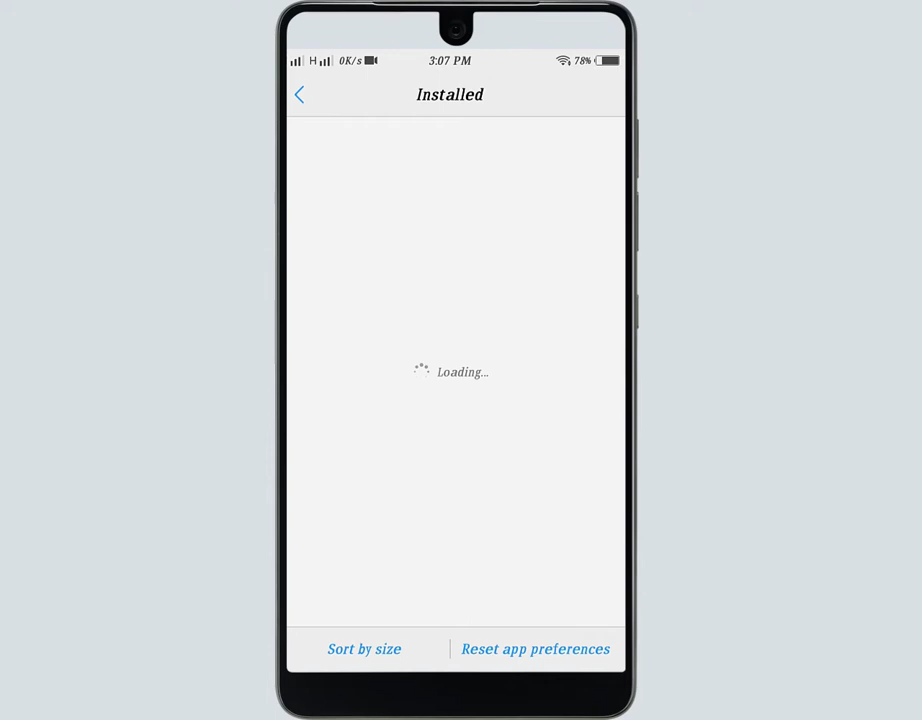 H 0K/s 3:07 PM 78%
Installed
Loading...
Sort by size Reset app preferences